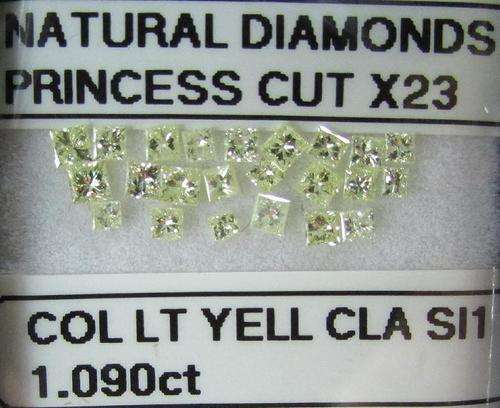 NATURAL DIAMONDS
PRINCESS CUT X23
COL LT YELL CLA SI1
1.090ct